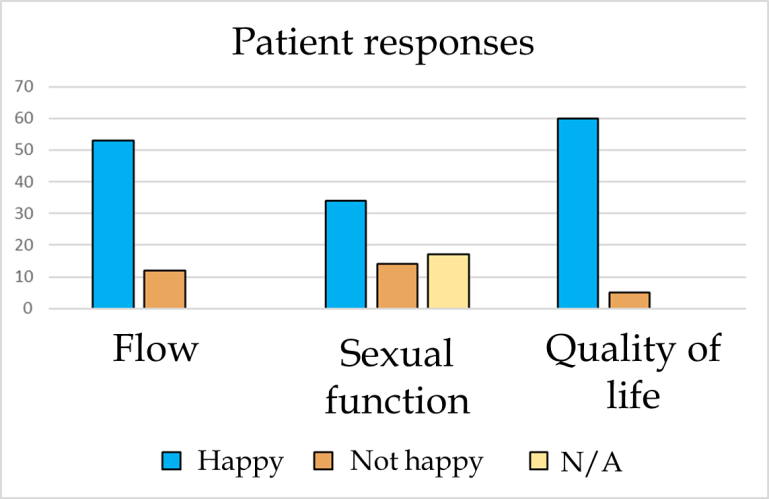 Patient responses
70
60
50
40
30
20
10
0
Flow
Sexual
function
Quality of
life
Happy
Not happy
N/A